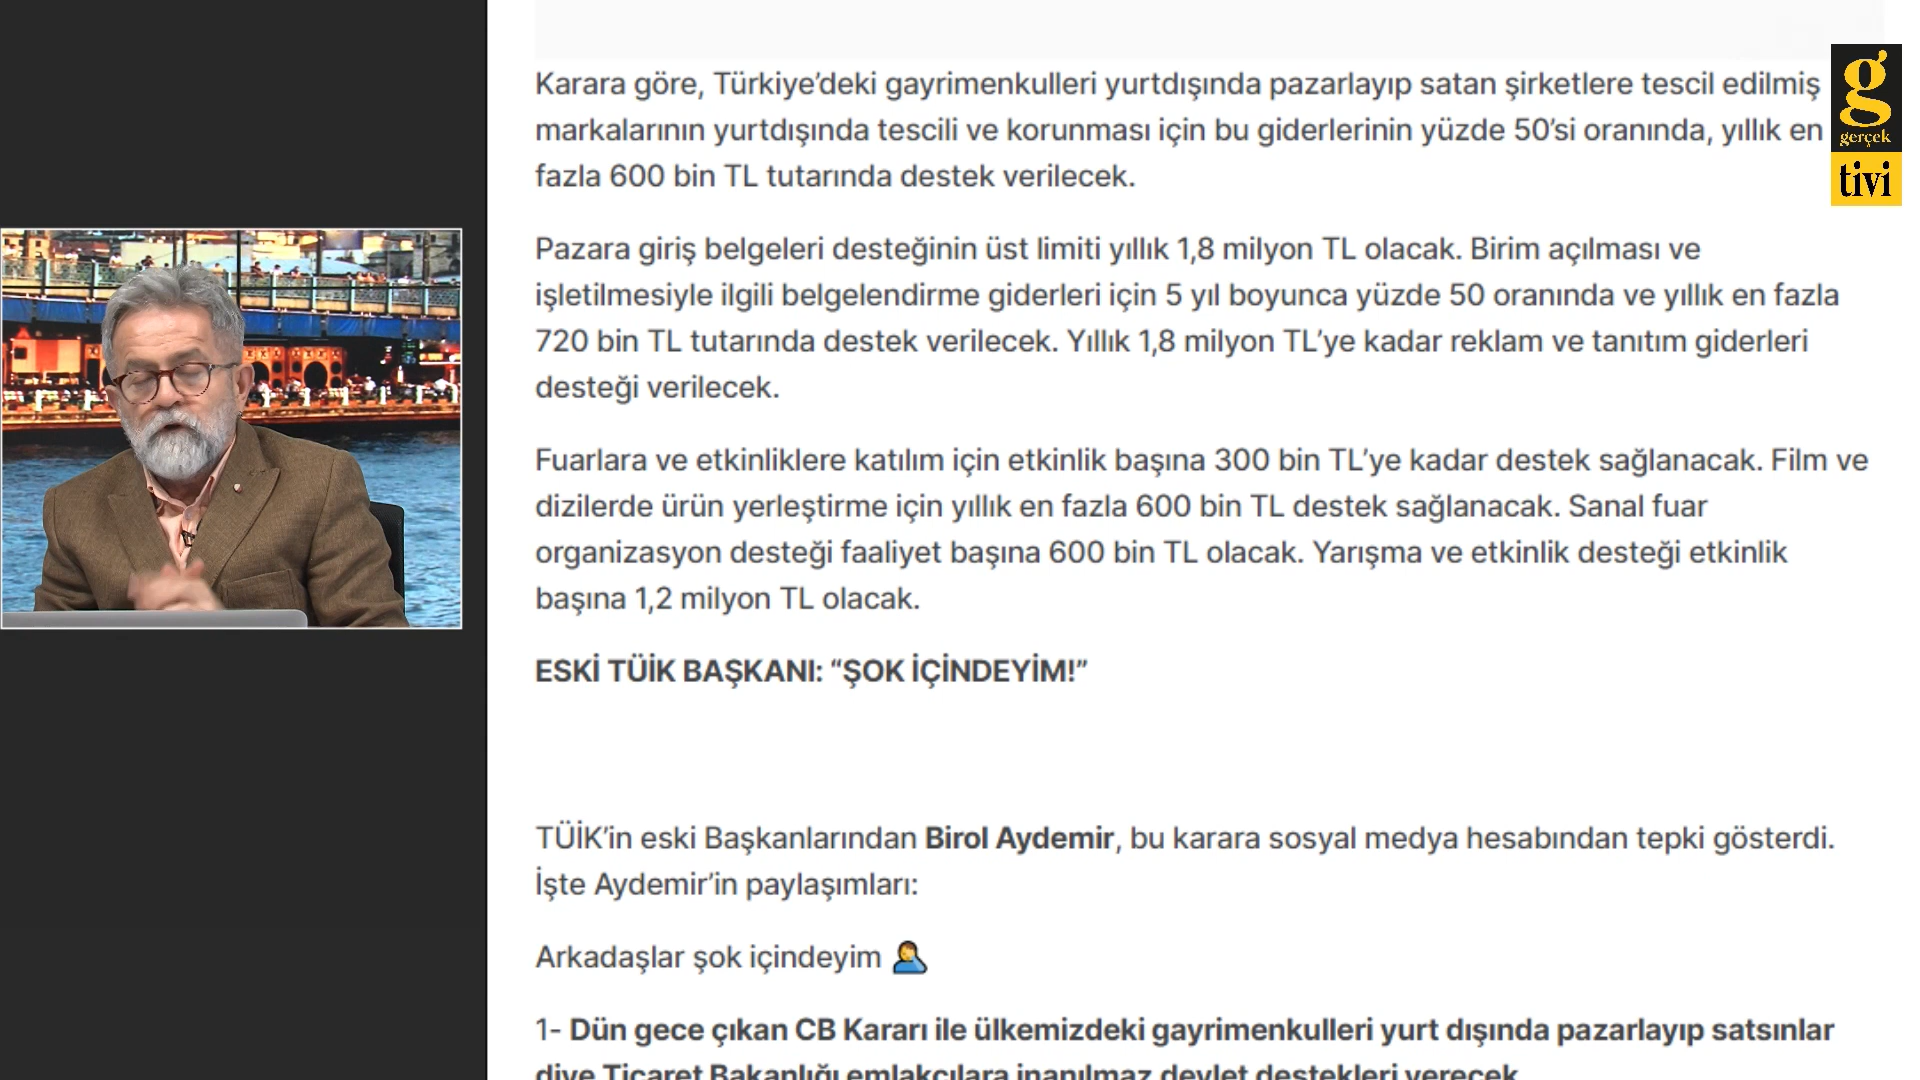 Karara göre, Türkiye’deki gayrimenkulleri yurtdışında pazarlayıp satan şirketlere tescil edilmiş
markalarının yurtdışında tescili ve korunması için bu giderlerinin yüzde 50’si oranında, yıllık en
fazla 600 bin TL tutarında destek verilecek.
Pazara giriş belgeleri desteğinin üst limiti yıllık 1,8 milyon TL olacak. Birim açılması ve
işletilmesiyle ilgili belgelendirme giderleri için 5 yıl boyunca yüzde 50 oranında ve yıllık en fazla
720 bin TL tutarında destek verilecek. Yıllık 1,8 milyon TL’ye kadar reklam ve tanıtım giderleri
desteği verilecek.
Fuarlara ve etkinliklere katılım için etkinlik başına 300 bin TL’ye kadar destek sağlanacak. Film ve
dizilerde ürün yerleştirme için yıllık en fazla 600 bin TL destek sağlanacak. Sanal fuar
organizasyon desteği faaliyet başına 600 bin TL olacak. Yarışma ve etkinlik desteği etkinlik
başına 1,2 milyon TL olacak.
ESKİ TÜİK BAŞKANI: “ŞOK İÇİNDEYİM!”
TÜİK’in eski Başkanlarından Birol Aydemir, bu karara sosyal medya hesabından tepki gösterdi.
İşte Aydemir’in paylaşımları:
Arkadaşlar şok içindeyim
1- Dün gece çıkan CB Kararı ile ülkemizdeki gayrimenkulleri yurt dışında pazarlayıp satsınlar
diye Ticaret Bakanlığı emlakçılara inanılmaz devlet destekleri verecek
g
gerçek
tivi